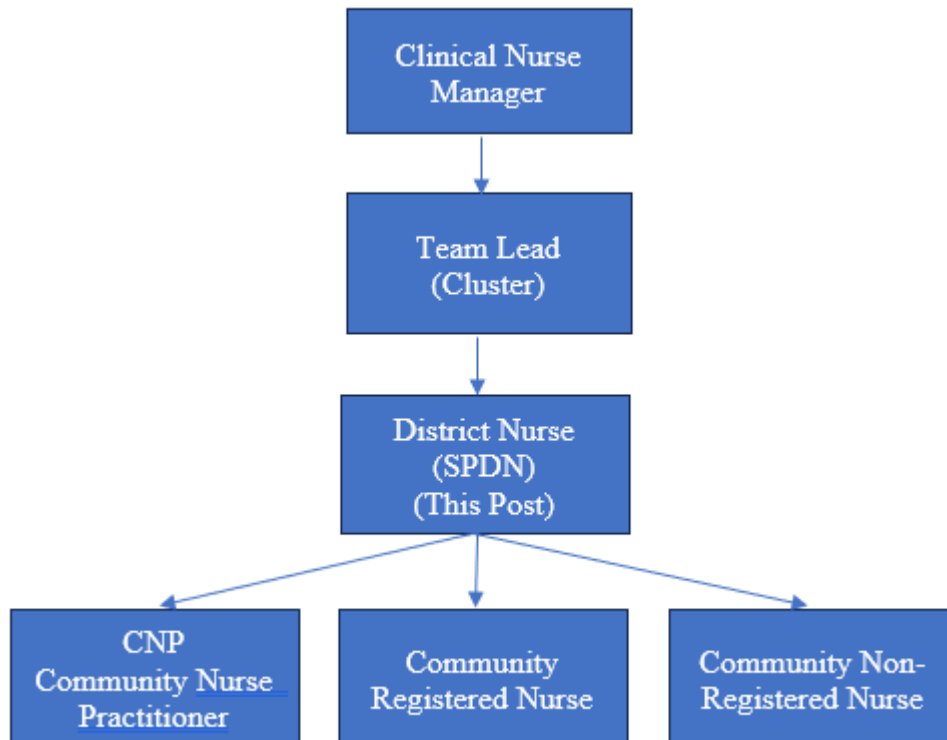 Clinical Nurse
Manager
Team Lead
(Cluster)
District Nurse
(SPDN)
(This Post)
CNP
Community Nurse
Practitioner
Community
Registered Nurse
Community Non-
Registered Nurse